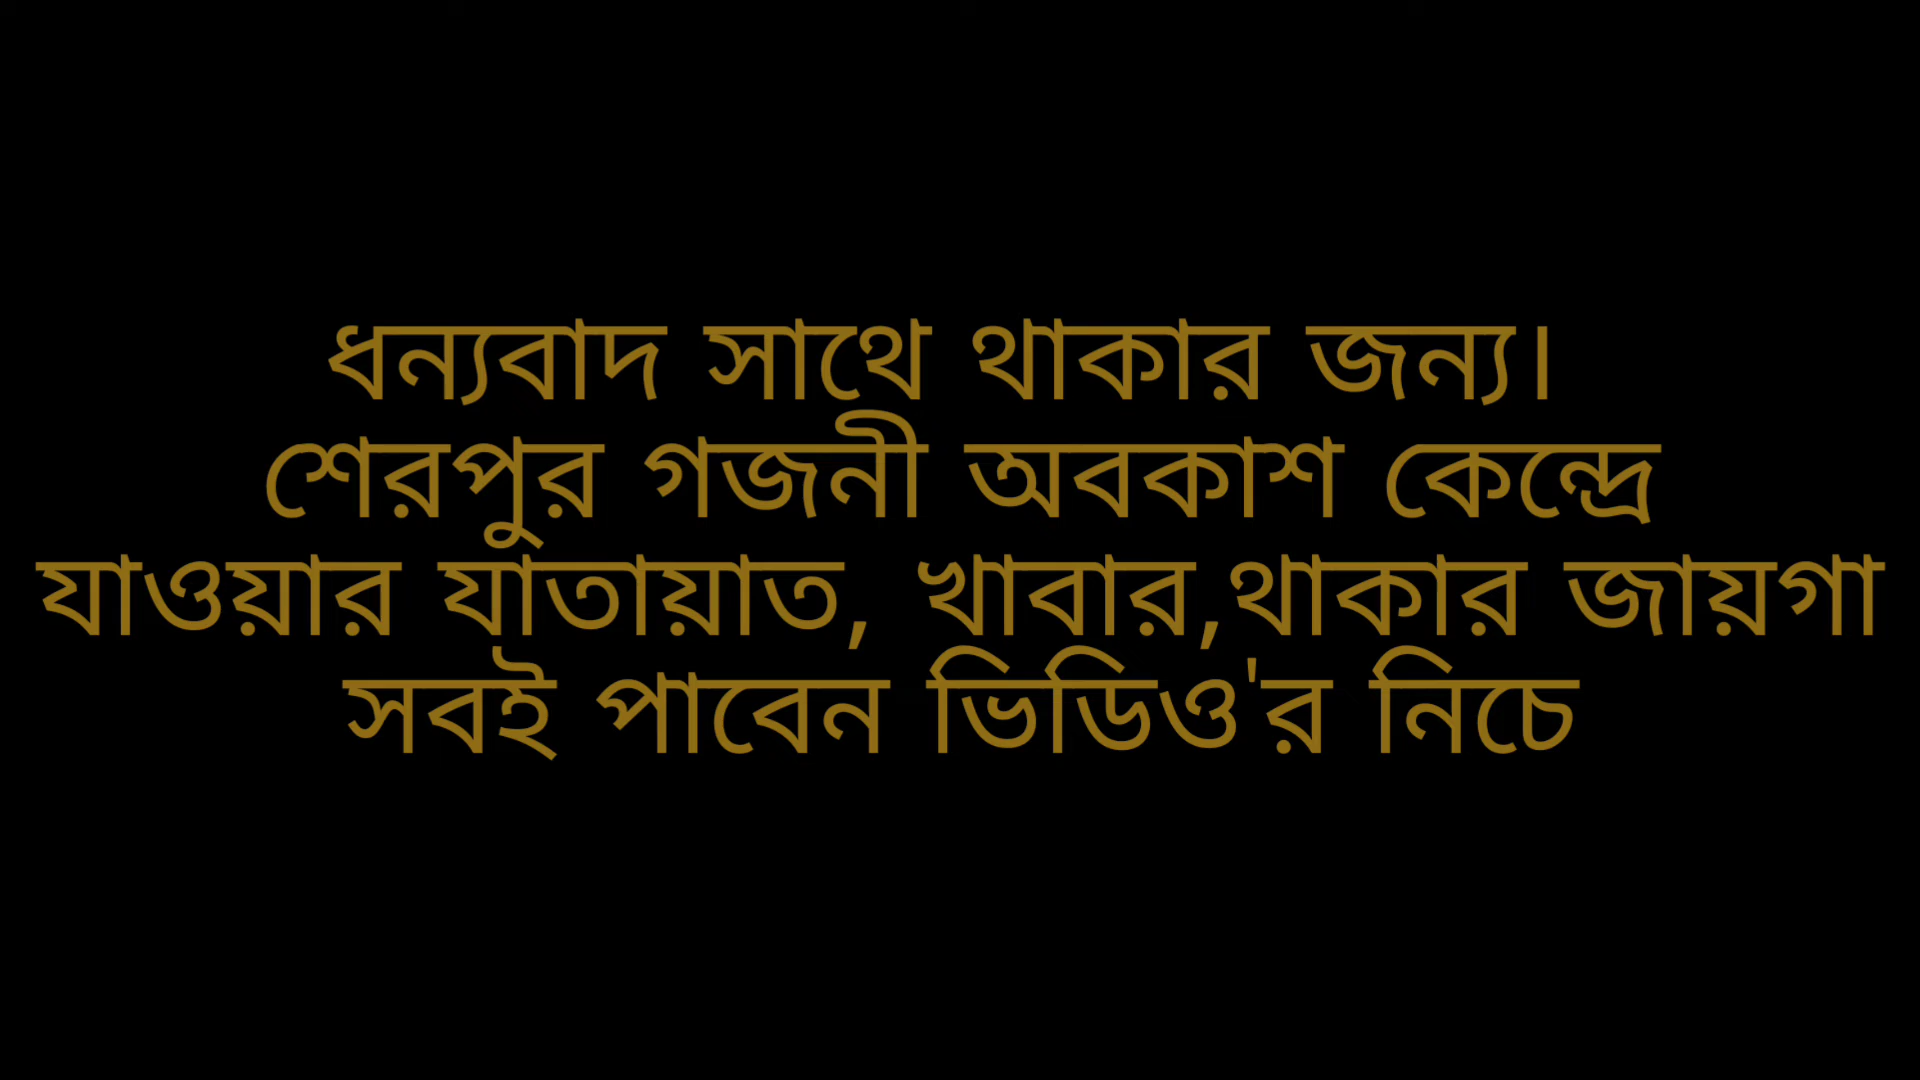 ধন্যবাদ সাথে থাকার জন্য।
শেরপুর গজনী অবকাশ কেন্দ্রে
যাওয়ার যাতায়াত, খাবার,থাকার জায়গা
সবই পাবেন ভিডিও'র নিচে